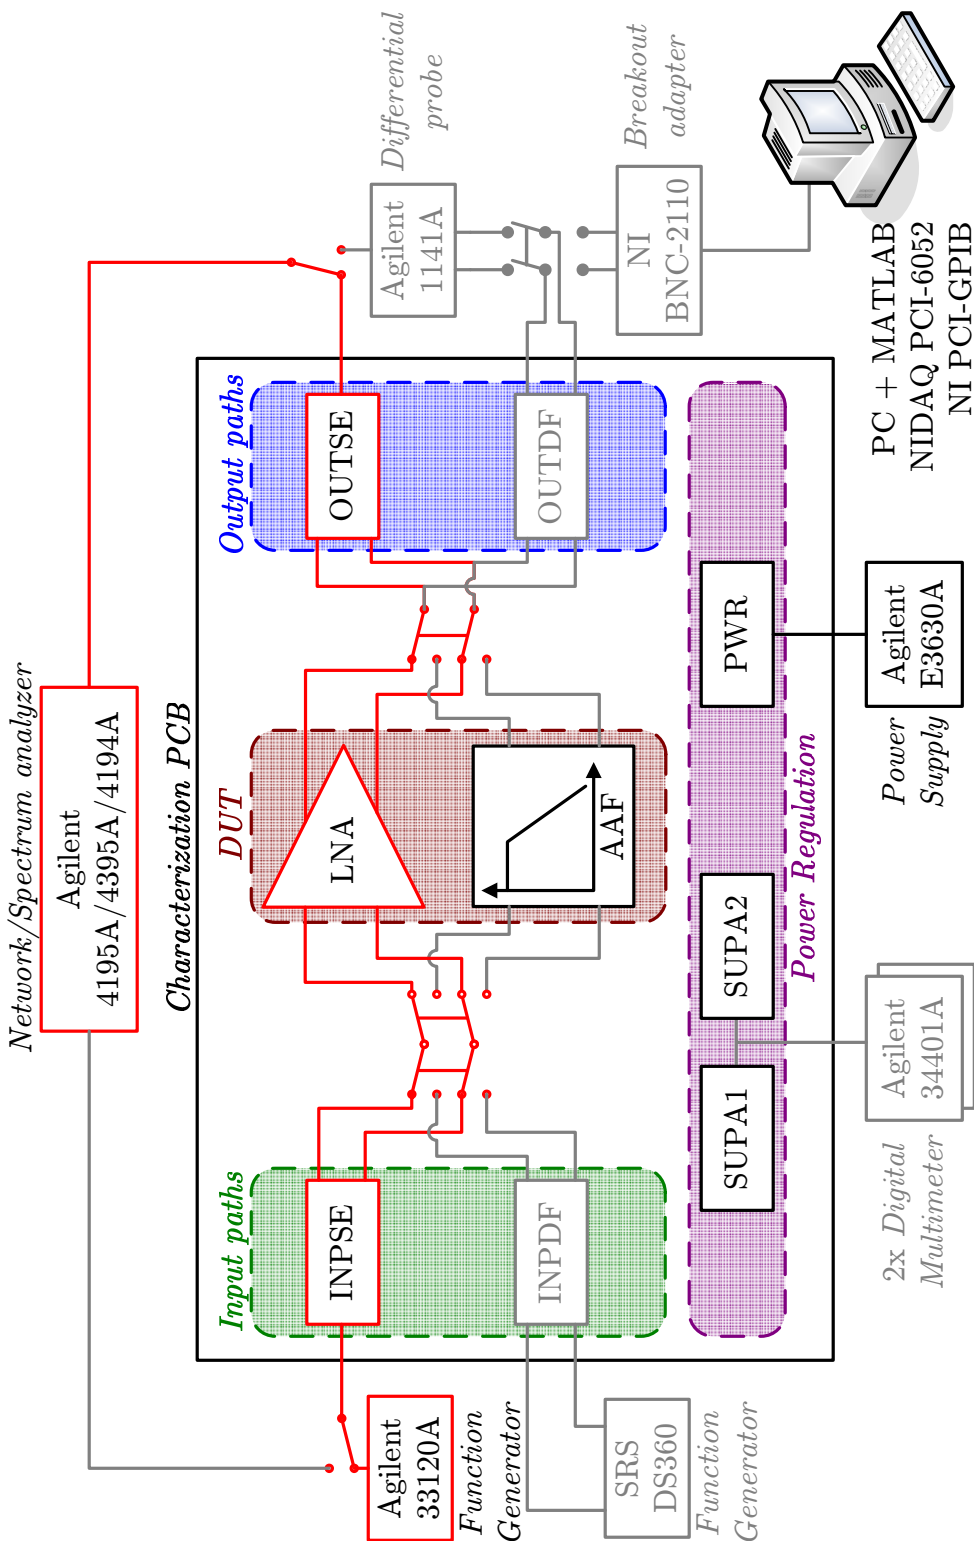 Network/Spectrum analyzer
Agilent
4195A/4395A/4194A
Characterization PCB
Input paths
INPSE
INPDF
DUT
LNA
AAF
Output paths
OUTSE
OUTDF
SUPA1
SUPA2
PWR
Power Regulation
Agilent
33120A
Function
Generator
SRS
DS360
Function
Generator
Agilent
1141A
Differential
probe
NI
BNC-2110
Breakout
adapter
Agilent
34401A
2x Digital
Multimeter
Agilent
E3630A
Power
Supply
PC + MATLAB
NIDAQ PCI-6052
NI PCI-GPIB